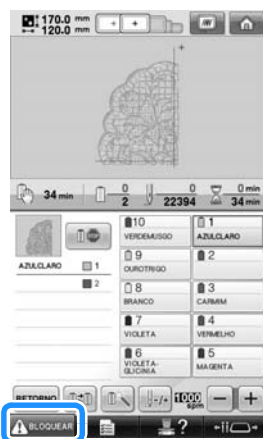 170.0 mm
120.0 mm
34 min
0
2
0
22394
0 min
34 min
10
VERDEMUSGO
1
AZULCLARO
AZULCLARO 1
2
9
OUROTRIGO
2
8
BRANCO
3
CARMIM
7
VIOLETA
4
VERMELHO
6
VIOLETA-
GLICINIA
5
MAGENTA
RETORNO
1000
spm
BLOQUEAR